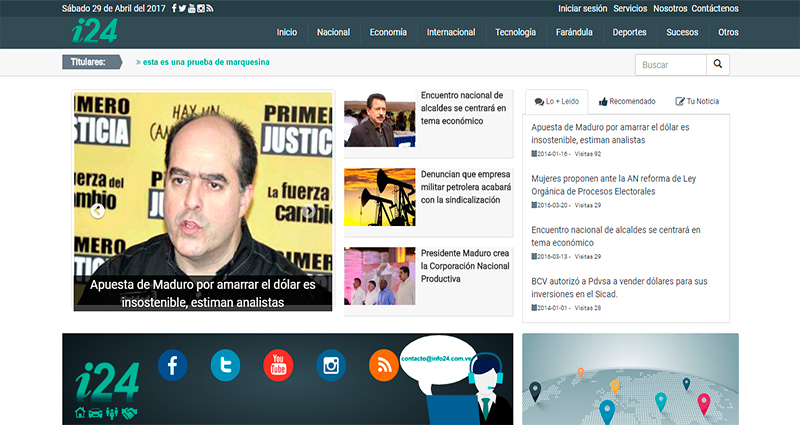 Sábado 29 de Abril del 2017
Iniciar sesión Servicios Nosotros Contáctenos
i24
Inicio Nacional Economía Internacional Tecnología Farándula Deportes Sucesos Otros
Titulares: esta es una prueba de marquesina
Buscar
PRIMERO JUSTICIA
HAY UN
PRIMERO JUSTICIA
fuerza del cambio
La fuerza cambio
PRIMERO
Apuesta de Maduro por amarrar el dólar es
insostenible, estiman analistas
Encuentro nacional de
alcaldes se centrará en
tema económico
Denuncian que empresa
militar petrolera acabará
con la sindicalización
Presidente Maduro crea
la Corporación Nacional
Productiva
Lo + Leido Recomendado Tu Noticia
Apuesta de Maduro por amarrar el dólar es
insostenible, estiman analistas
2014-01-16 - Visitas 92
Mujeres proponen ante la AN reforma de Ley
Orgánica de Procesos Electorales
2016-03-20 - Visitas 29
Encuentro nacional de alcaldes se centrará en
tema económico
2016-03-13 - Visitas 29
BCV autorizó a Pdvsa a vender dólares para sus
inversiones en el Sicad.
2014-01-01 - Visitas 28
i24
You
Tube
contacto@info24.com.ve